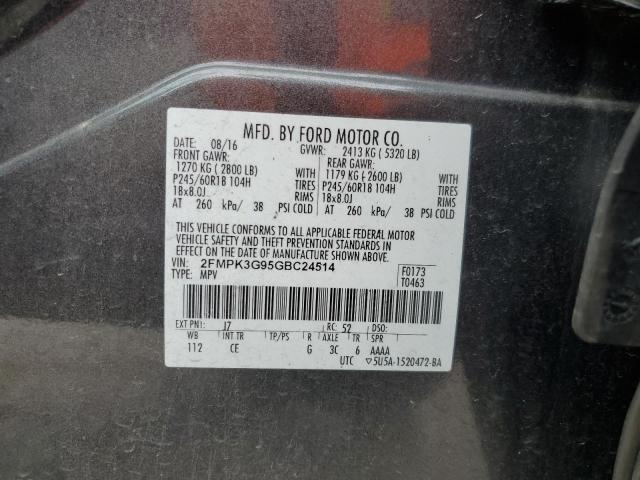 MFD. BY FORD MOTOR CO.
DATE: 08/16 GVWR: 2413 KG ( 5320 LB)
FRONT GAWR: REAR GAWR:
1270 KG ( 2800 LB) WITH 1179 KG ( 2600 LB) WITH
P245/60R18 104H TIRES P245/60R18 104H TIRES
18x8.0J RIMS 18x8.0J RIMS
AT 260 kPa/ 38 PSI COLD AT 260 kPa/ 38 PSI COLD
THIS VEHICLE CONFORMS TO ALL APPLICABLE FEDERAL MOTOR
VEHICLE SAFETY AND THEFT PREVENTION STANDARDS IN
EFFECT ON THE DATE OF MANUFACTURE SHOWN ABOVE.
VIN: 2FMPK3G95GBC24514 F0173
TYPE: MPV T0463
EXT PNT: J7 RC: 52 DSO:
WB INT TR TP/PS R AXLE TR SPR
112 CE G 3C 6 AAAA
UTC ▽5U5A-1520472-BA